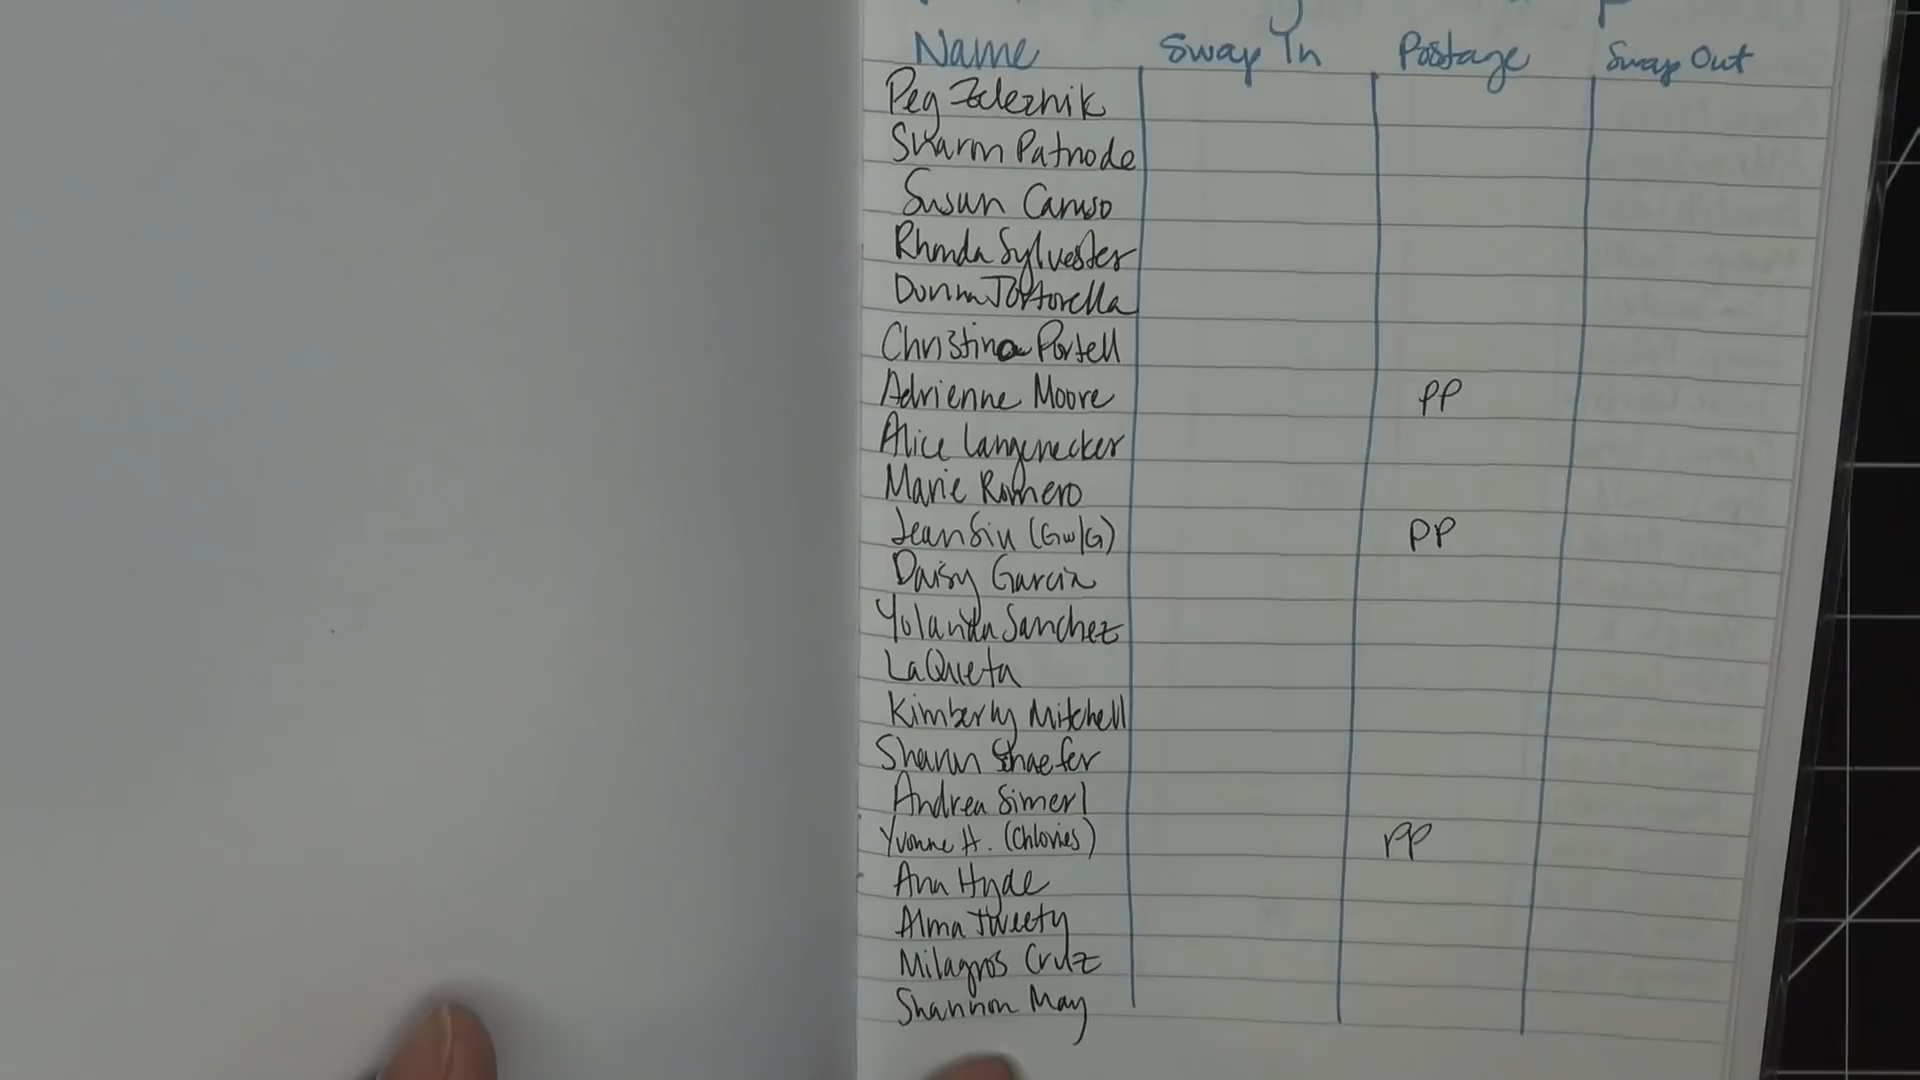 Name Swap In Postage Swap Out
Peg Zeleznik
Sharon Patnode
Susan Caruso
Rhonda Sylvester
Donna Tortorella
Christina Portell
Adrienne Moore PP
Alice Langenecker
Marie Romero
Jean Siu (GW/G) PP
Daisy Garcia
Yolanda Sanchez
LaQueta
Kimberly Mitchell
Sharon Shaefer
Andrea Simerl
Yvonne H. (Chlovies) PP
Ana Hyde
Alma Tweety
Milagros Cruz
Shannon May